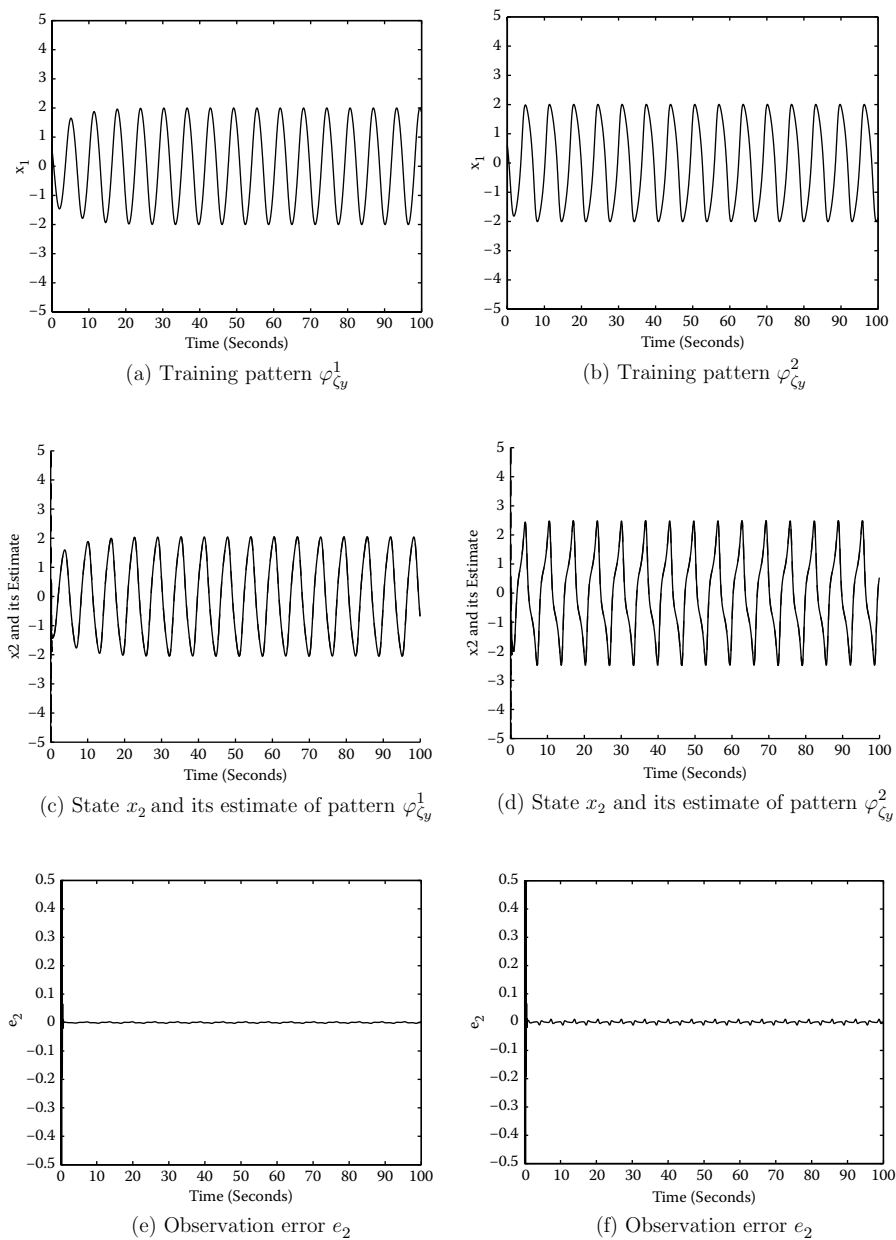 5
4
3
2
1
0
−1
−2
−3
−4
−5
x1
0 10 20 30 40 50 60 70 80 90 100
Time (Seconds)
(a) Training pattern φ¹ζy
5
4
3
2
1
0
−1
−2
−3
−4
−5
x1
0 10 20 30 40 50 60 70 80 90 100
Time (Seconds)
(b) Training pattern φ²ζy
5
4
3
2
1
0
−1
−2
−3
−4
−5
x2 and its Estimate
0 10 20 30 40 50 60 70 80 90 100
Time (Seconds)
(c) State x2 and its estimate of pattern φ¹ζy
5
4
3
2
1
0
−1
−2
−3
−4
−5
x2 and its Estimate
0 10 20 30 40 50 60 70 80 90 100
Time (Seconds)
(d) State x2 and its estimate of pattern φ²ζy
0.5
0.4
0.3
0.2
0.1
0
−0.1
−0.2
−0.3
−0.4
−0.5
e2
0 10 20 30 40 50 60 70 80 90 100
Time (Seconds)
(e) Observation error e2
0.5
0.4
0.3
0.2
0.1
0
−0.1
−0.2
−0.3
−0.4
−0.5
e2
0 10 20 30 40 50 60 70 80 90 100
Time (Seconds)
(f) Observation error e2